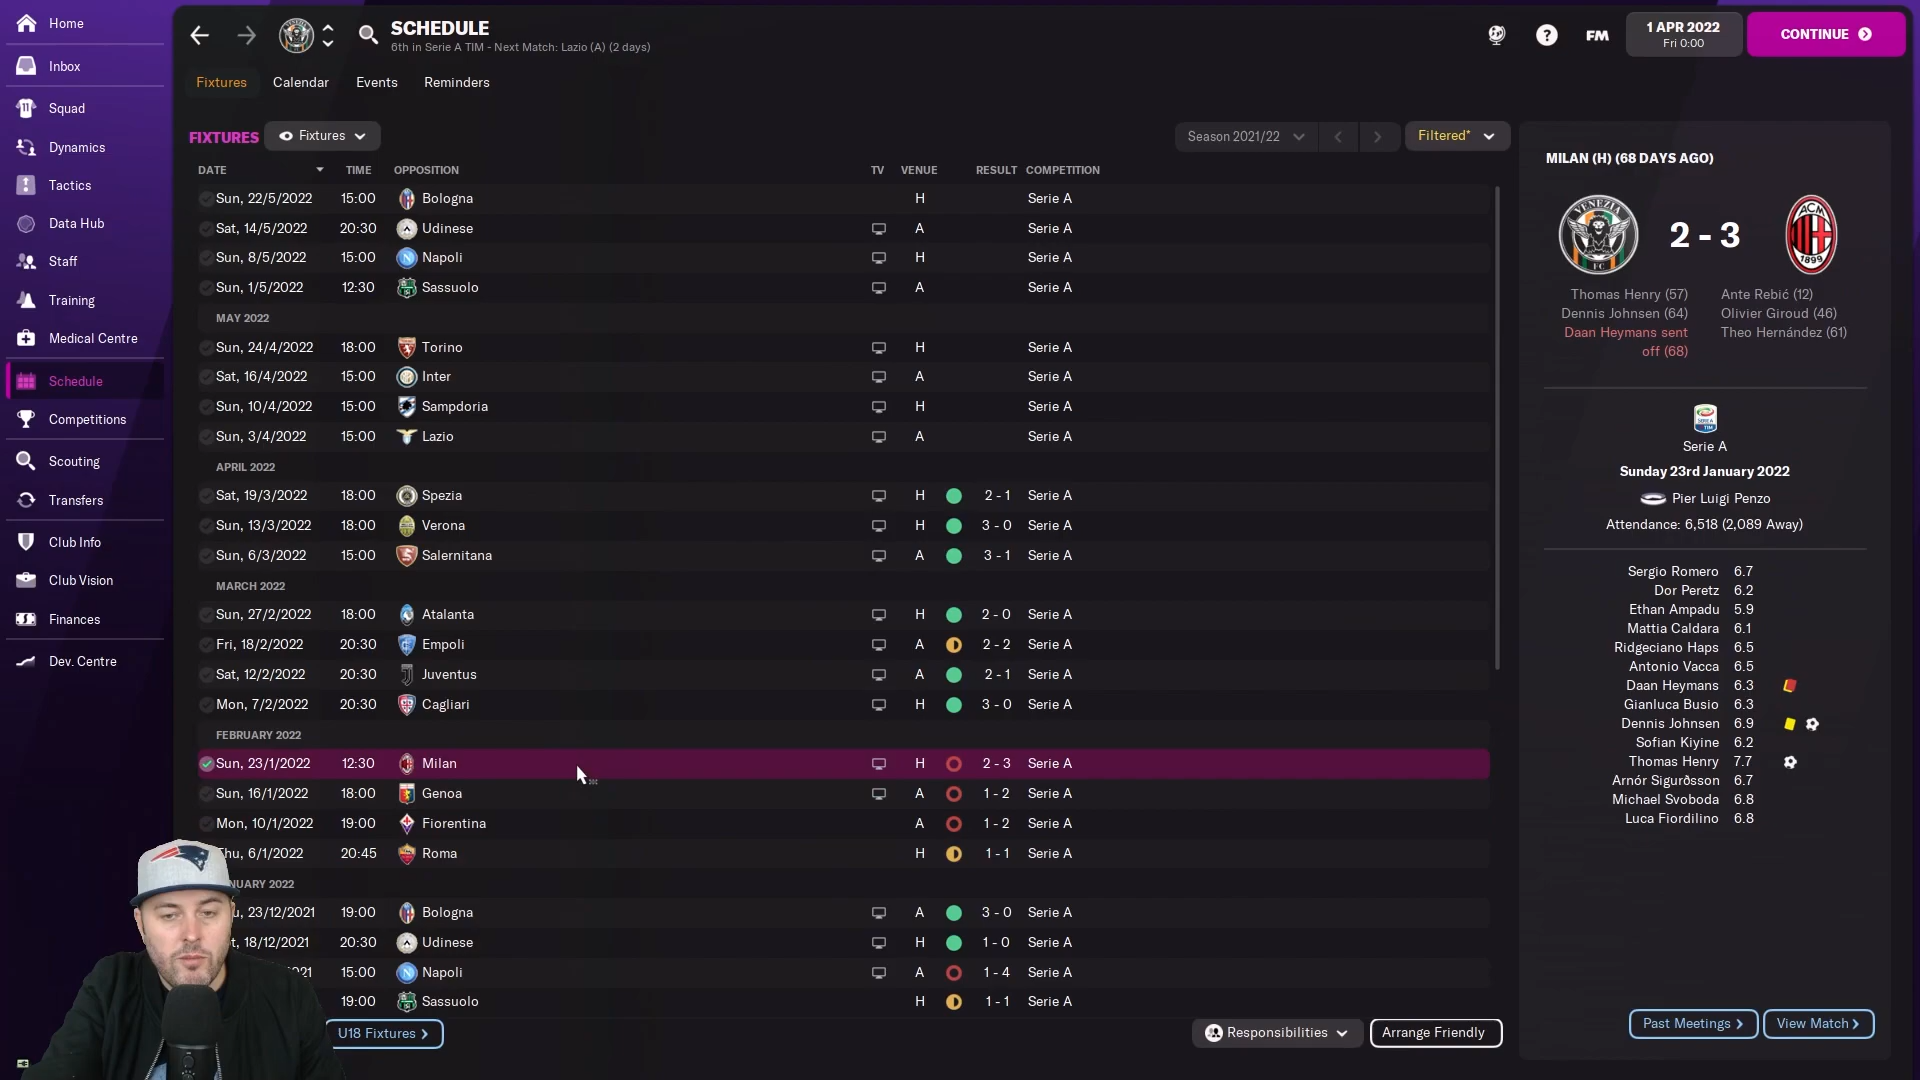 Home
Inbox
Squad
Dynamics
Tactics
Data Hub
Staff
Training
Medical Centre
Schedule
Competitions
Scouting
Transfers
Club Info
Club Vision
Finances
Dev. Centre
SCHEDULE
6th in Serie A TIM - Next Match: Lazio (A) (2 days)
?
FM
1 APR 2022
Fri 0:00
CONTINUE
Fixtures Calendar Events Reminders
FIXTURES Fixtures
Season 2021/22
Filtered*
DATE TIME OPPOSITION TV VENUE RESULT COMPETITION
Sun, 22/5/2022 15:00 Bologna H Serie A
Sat, 14/5/2022 20:30 Udinese A Serie A
Sun, 8/5/2022 15:00 Napoli H Serie A
Sun, 1/5/2022 12:30 Sassuolo A Serie A
MAY 2022
Sun, 24/4/2022 18:00 Torino H Serie A
Sat, 16/4/2022 15:00 Inter A Serie A
Sun, 10/4/2022 15:00 Sampdoria H Serie A
Sun, 3/4/2022 15:00 Lazio A Serie A
APRIL 2022
Sat, 19/3/2022 18:00 Spezia H 2 - 1 Serie A
Sun, 13/3/2022 18:00 Verona H 3 - 0 Serie A
Sun, 6/3/2022 15:00 Salernitana A 3 - 1 Serie A
MARCH 2022
Sun, 27/2/2022 18:00 Atalanta H 2 - 0 Serie A
Fri, 18/2/2022 20:30 Empoli A 2 - 2 Serie A
Sat, 12/2/2022 20:30 Juventus A 2 - 1 Serie A
Mon, 7/2/2022 20:30 Cagliari H 3 - 0 Serie A
FEBRUARY 2022
Sun, 23/1/2022 12:30 Milan H 2 - 3 Serie A
Sun, 16/1/2022 18:00 Genoa A 1 - 2 Serie A
Mon, 10/1/2022 19:00 Fiorentina A 1 - 2 Serie A
Thu, 6/1/2022 20:45 Roma H 1 - 1 Serie A
NUARY 2022
u, 23/12/2021 19:00 Bologna A 3 - 0 Serie A
t, 18/12/2021 20:30 Udinese H 1 - 0 Serie A
021 15:00 Napoli A 1 - 4 Serie A
19:00 Sassuolo H 1 - 1 Serie A
U18 Fixtures
Responsibilities
Arrange Friendly
MILAN (H) (68 DAYS AGO)
VENEZIA
FC
2 - 3
ACM
1899
Thomas Henry (57)
Dennis Johnsen (64)
Daan Heymans sent
off (68)
Ante Rebić (12)
Olivier Giroud (46)
Theo Hernández (61)
Serie A
Sunday 23rd January 2022
Pier Luigi Penzo
Attendance: 6,518 (2,089 Away)
Sergio Romero 6.7
Dor Peretz 6.2
Ethan Ampadu 5.9
Mattia Caldara 6.1
Ridgeciano Haps 6.5
Antonio Vacca 6.5
Daan Heymans 6.3
Gianluca Busio 6.3
Dennis Johnsen 6.9
Sofian Kiyine 6.2
Thomas Henry 7.7
Arnór Sigurðsson 6.7
Michael Svoboda 6.8
Luca Fiordilino 6.8
Past Meetings
View Match